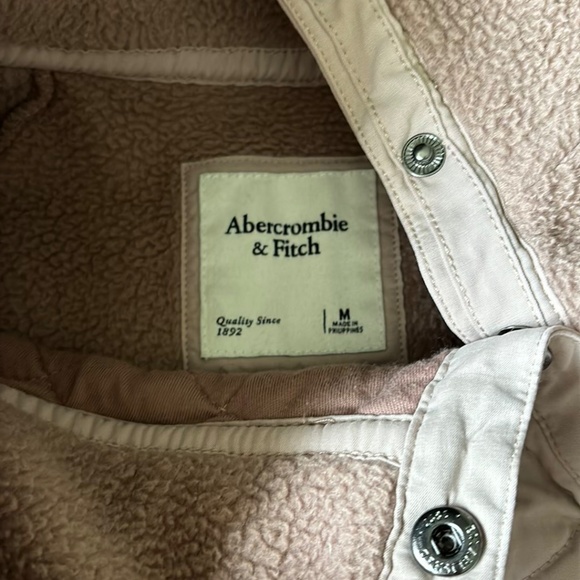 Abercrombie
& Fitch
Quality Since
1892
M
MADE IN
PHILIPPINES